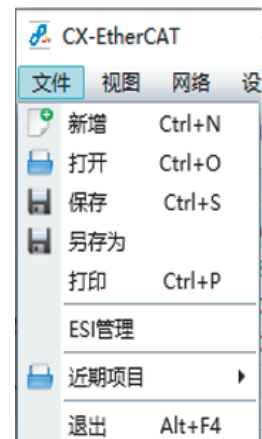 CX-EtherCAT
文件 视图 网络 设
新增 Ctrl+N
打开 Ctrl+O
保存 Ctrl+S
另存为
打印 Ctrl+P
ESI管理
近期项目
退出 Alt+F4